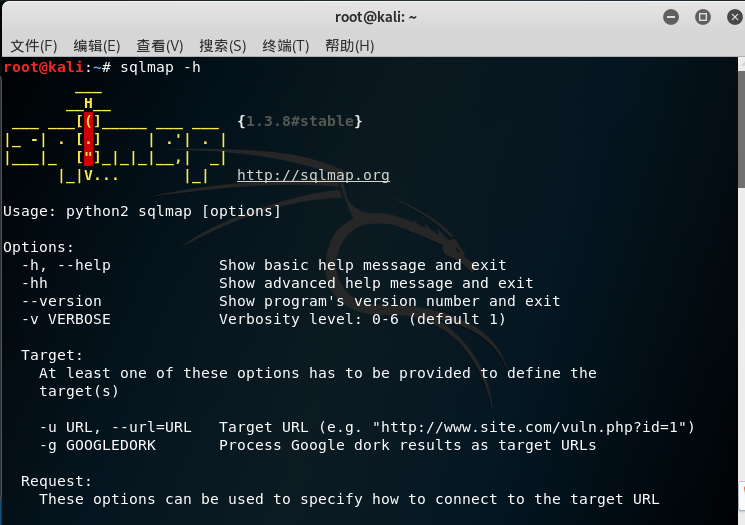 root@kali: ~
文件(F) 编辑(E) 查看(V) 搜索(S) 终端(T) 帮助(H)
root@kali:~# sqlmap -h
        ___
       __H__
 ___ ___[(]_____ ___ ___  {1.3.8#stable}
|_ -| . [.]     | .'| . |
|___|_  ["]_|_|_|__,|  _|
      |_|V...       |_|   http://sqlmap.org
Usage: python2 sqlmap [options]
Options:
  -h, --help            Show basic help message and exit
  -hh                   Show advanced help message and exit
  --version             Show program's version number and exit
  -v VERBOSE            Verbosity level: 0-6 (default 1)
  Target:
    At least one of these options has to be provided to define the
    target(s)
    -u URL, --url=URL   Target URL (e.g. "http://www.site.com/vuln.php?id=1")
    -g GOOGLEDORK       Process Google dork results as target URLs
  Request:
    These options can be used to specify how to connect to the target URL